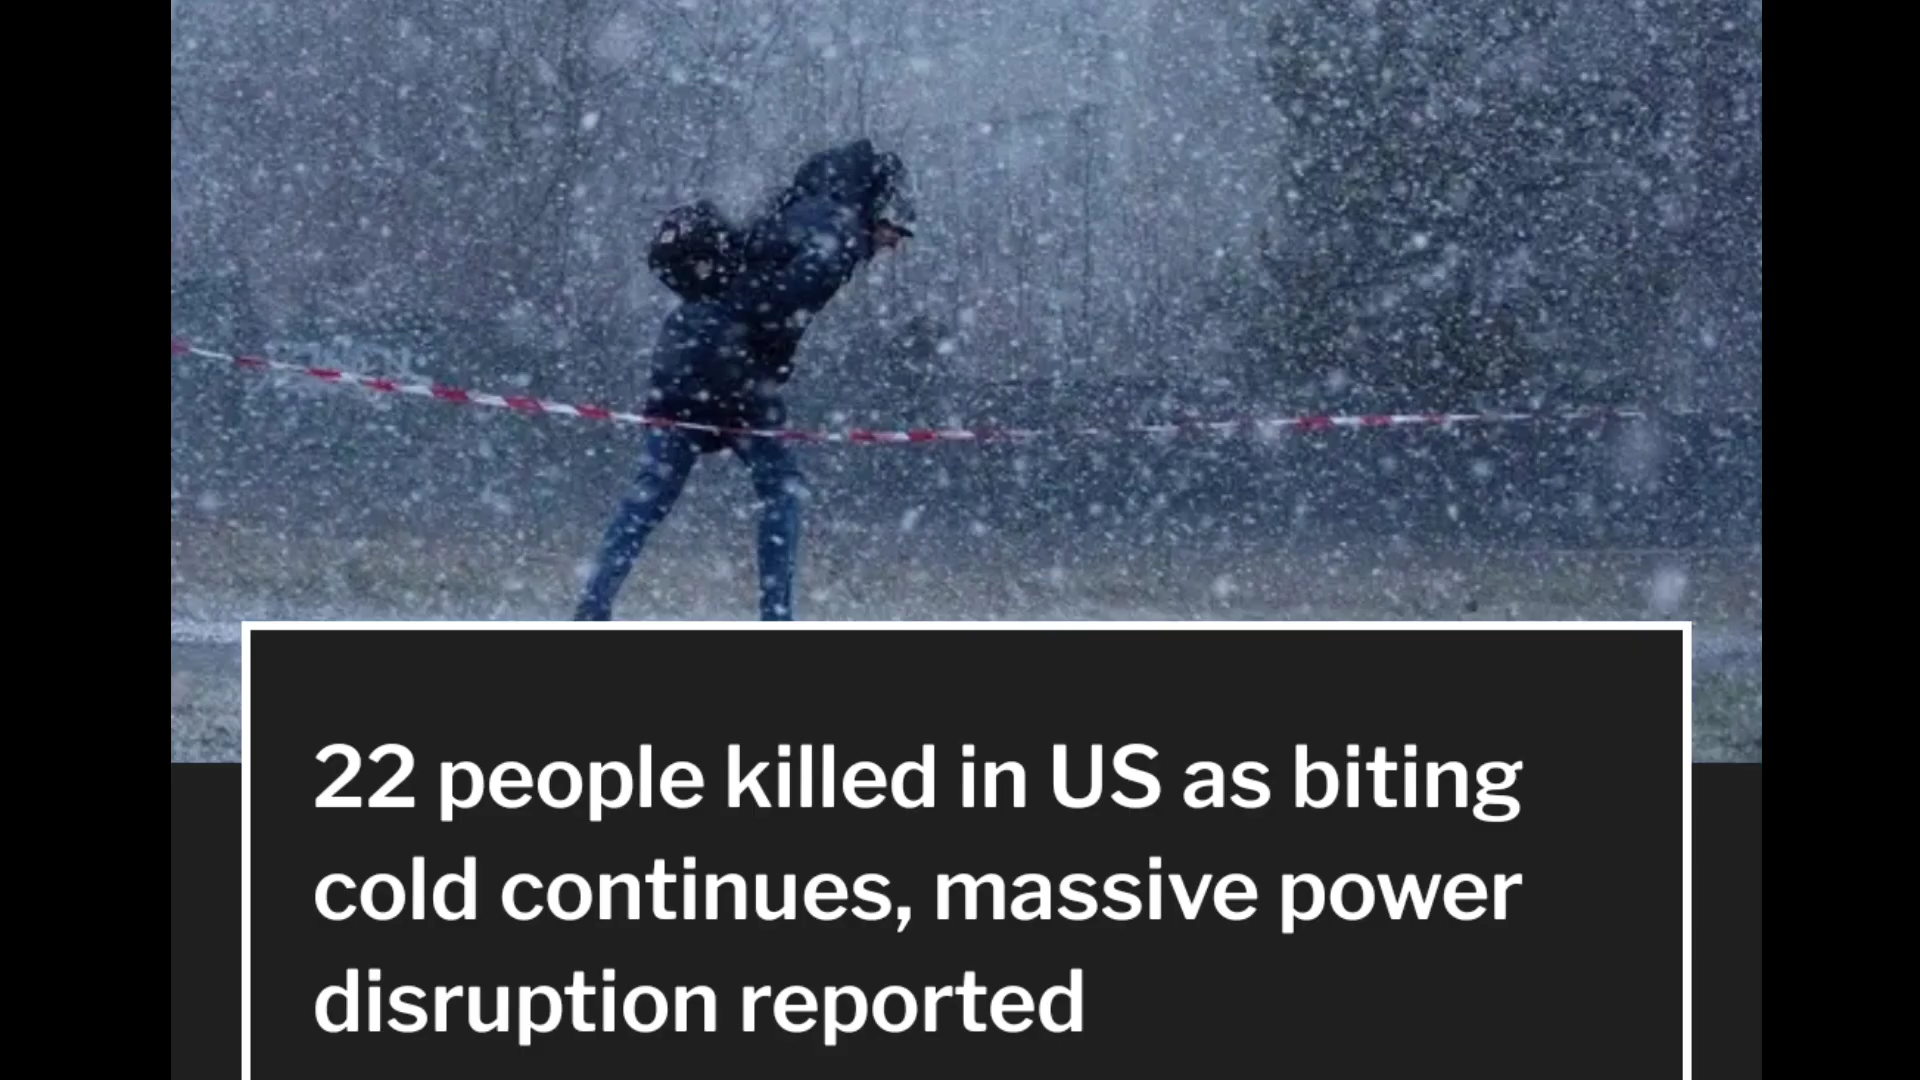 22 people killed in US as biting
cold continues, massive power
disruption reported